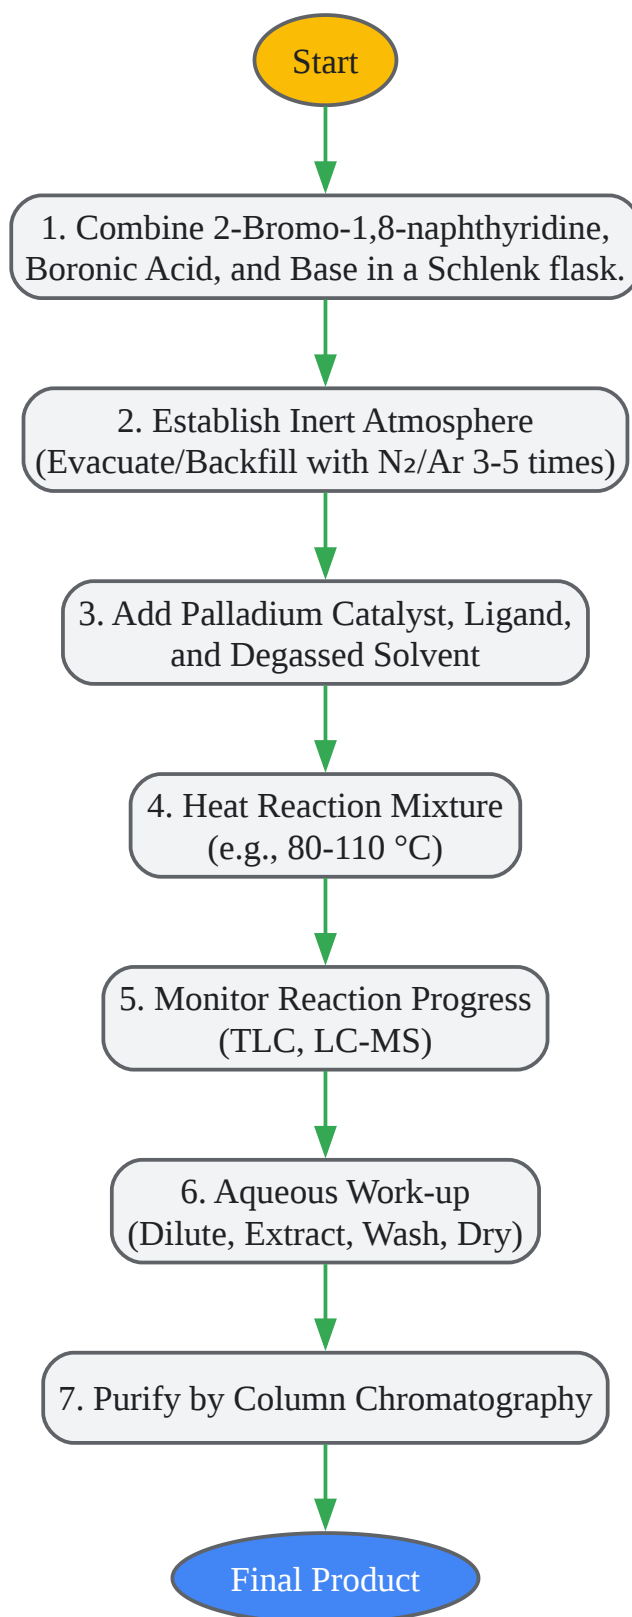 Start
1. Combine 2-Bromo-1,8-naphthyridine,
Boronic Acid, and Base in a Schlenk flask.
2. Establish Inert Atmosphere
(Evacuate/Backfill with N₂/Ar 3-5 times)
3. Add Palladium Catalyst, Ligand,
and Degassed Solvent
4. Heat Reaction Mixture
(e.g., 80-110 °C)
5. Monitor Reaction Progress
(TLC, LC-MS)
6. Aqueous Work-up
(Dilute, Extract, Wash, Dry)
7. Purify by Column Chromatography
Final Product